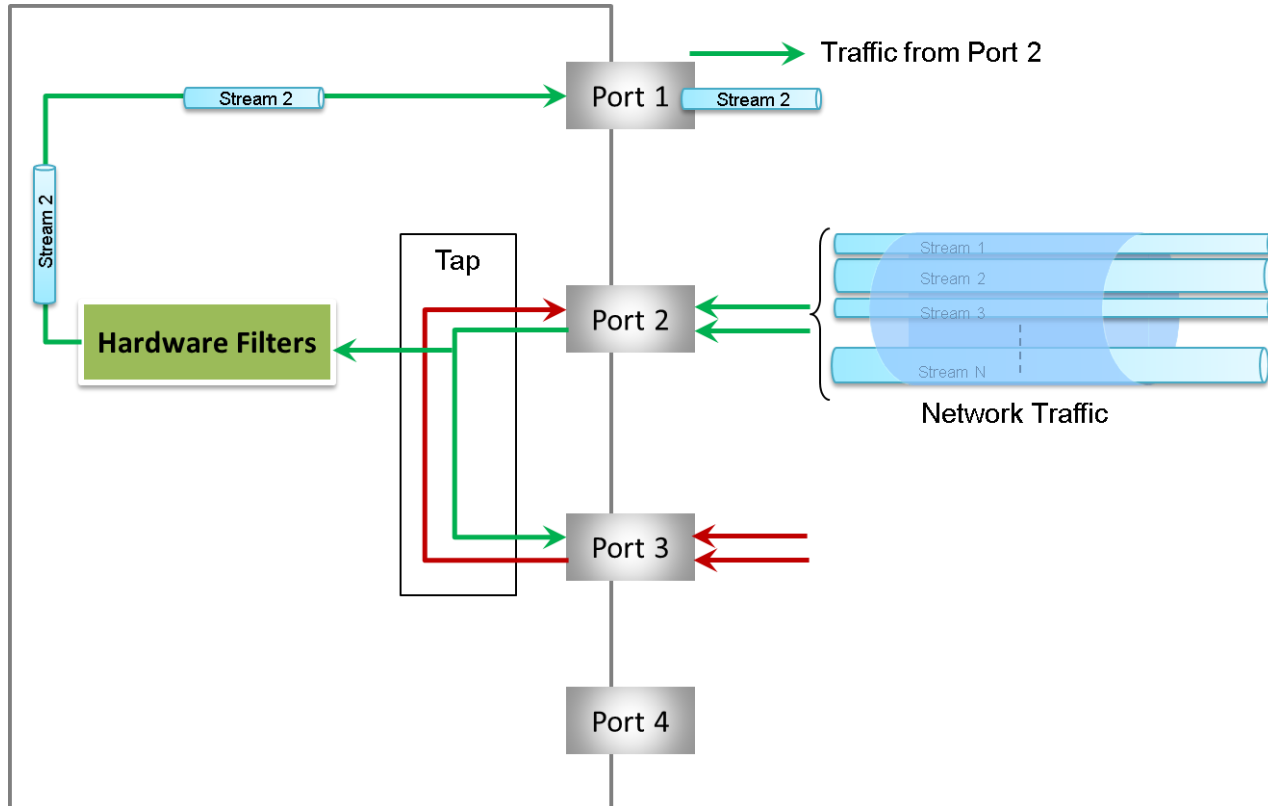 Traffic from Port 2
Port 1
Stream 2
Stream 2
Stream 2
Tap
Hardware Filters
Port 2
Stream 1
Stream 2
Stream 3
Stream N
Network Traffic
Port 3
Port 4